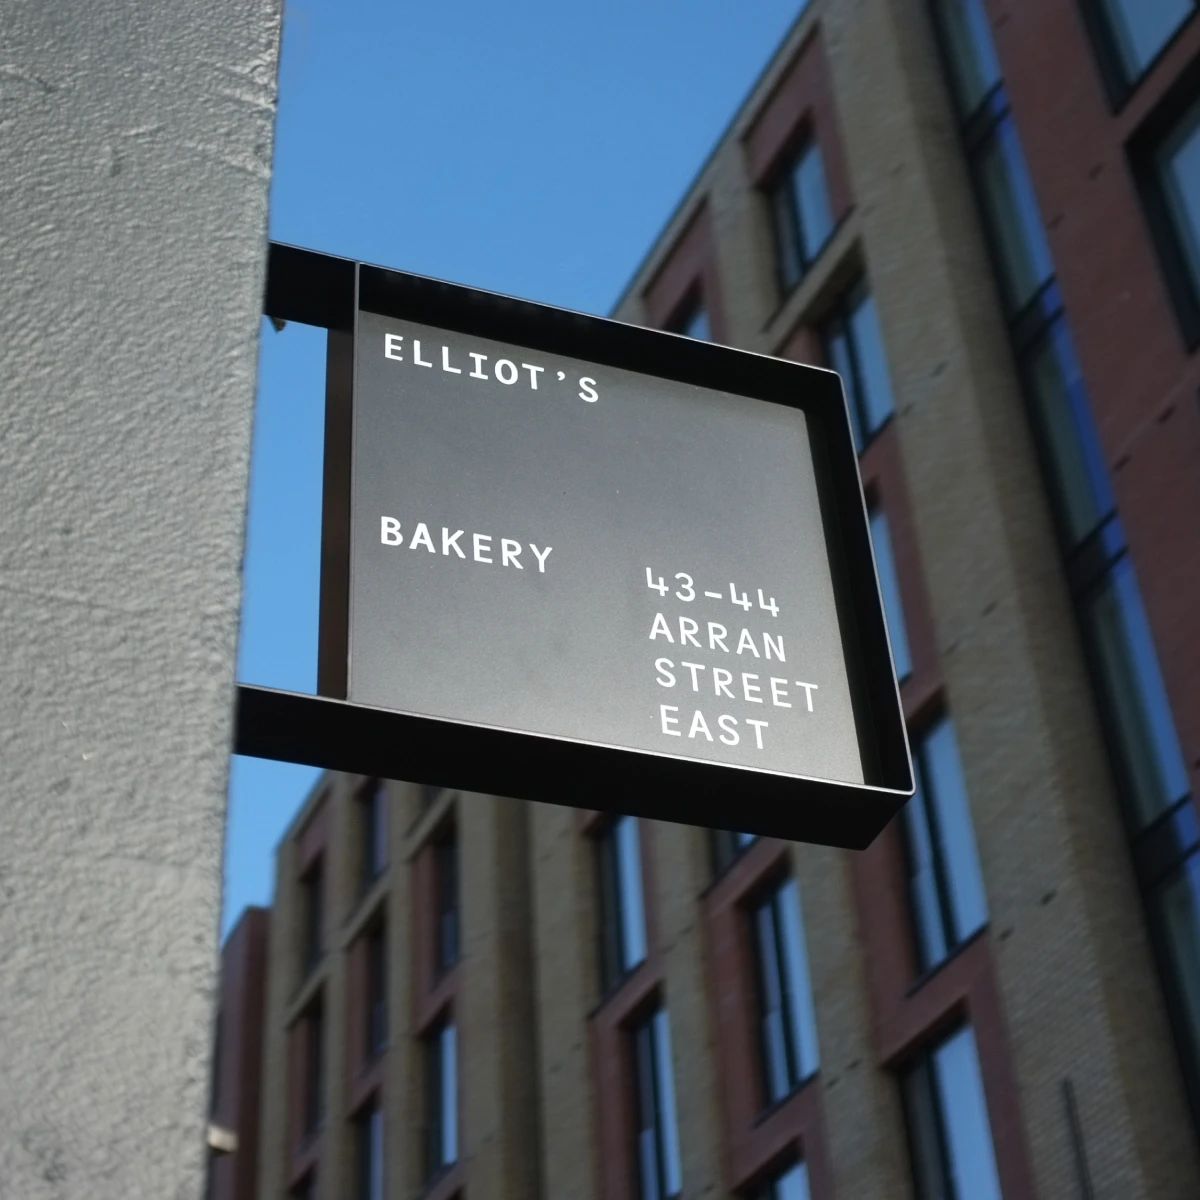 ELLIOT'S
BAKERY
43-44
ARRAN
STREET
EAST